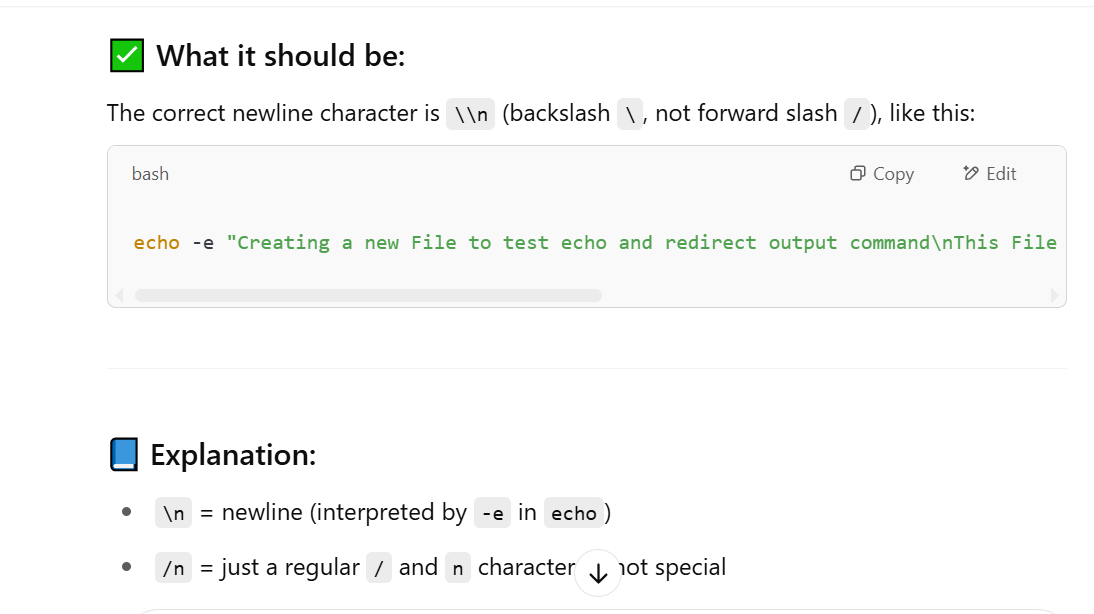 ✅ What it should be:
The correct newline character is \\n (backslash \, not forward slash /), like this:
bash
Copy
Edit
echo -e "Creating a new File to test echo and redirect output command\nThis File
📘 Explanation:
\n = newline (interpreted by -e in echo)
/n = just a regular / and n character not special